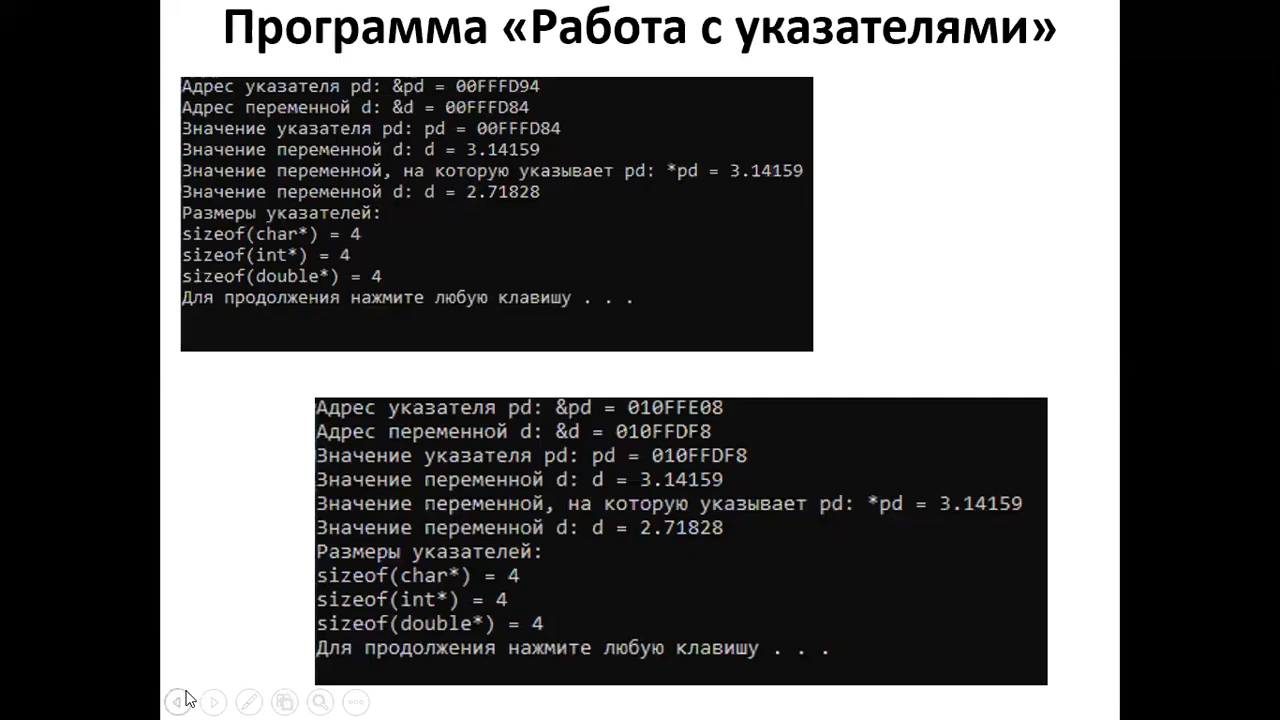 Программа «Работа с указателями»
Адрес указателя pd: &pd = 00FFFD94
Адрес переменной d: &d = 00FFFD84
Значение указателя pd: pd = 00FFFD84
Значение переменной d: d = 3.14159
Значение переменной, на которую указывает pd: *pd = 3.14159
Значение переменной d: d = 2.71828
Размеры указателей:
sizeof(char*) = 4
sizeof(int*) = 4
sizeof(double*) = 4
Для продолжения нажмите любую клавишу . . .
Адрес указателя pd: &pd = 010FFE08
Адрес переменной d: &d = 010FFDF8
Значение указателя pd: pd = 010FFDF8
Значение переменной d: d = 3.14159
Значение переменной, на которую указывает pd: *pd = 3.14159
Значение переменной d: d = 2.71828
Размеры указателей:
sizeof(char*) = 4
sizeof(int*) = 4
sizeof(double*) = 4
Для продолжения нажмите любую клавишу . . .